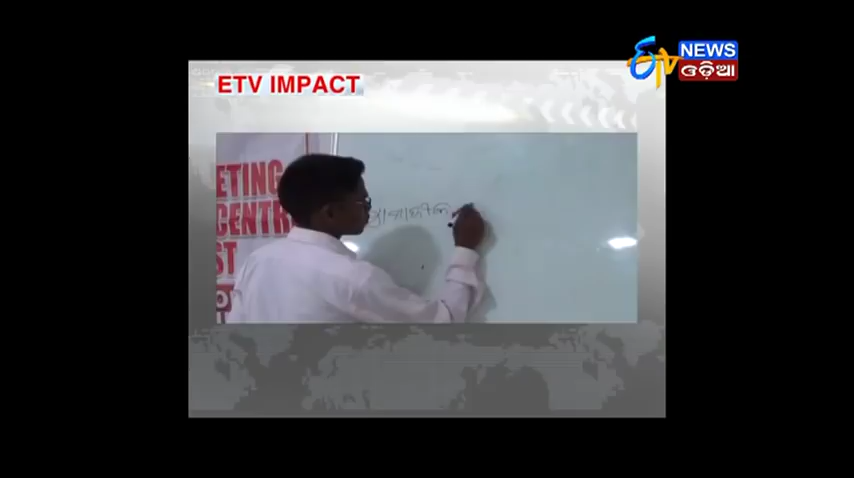 ETV IMPACT
ETV NEWS
ଓଡ଼ିଆ
ETING
CENTR
ST